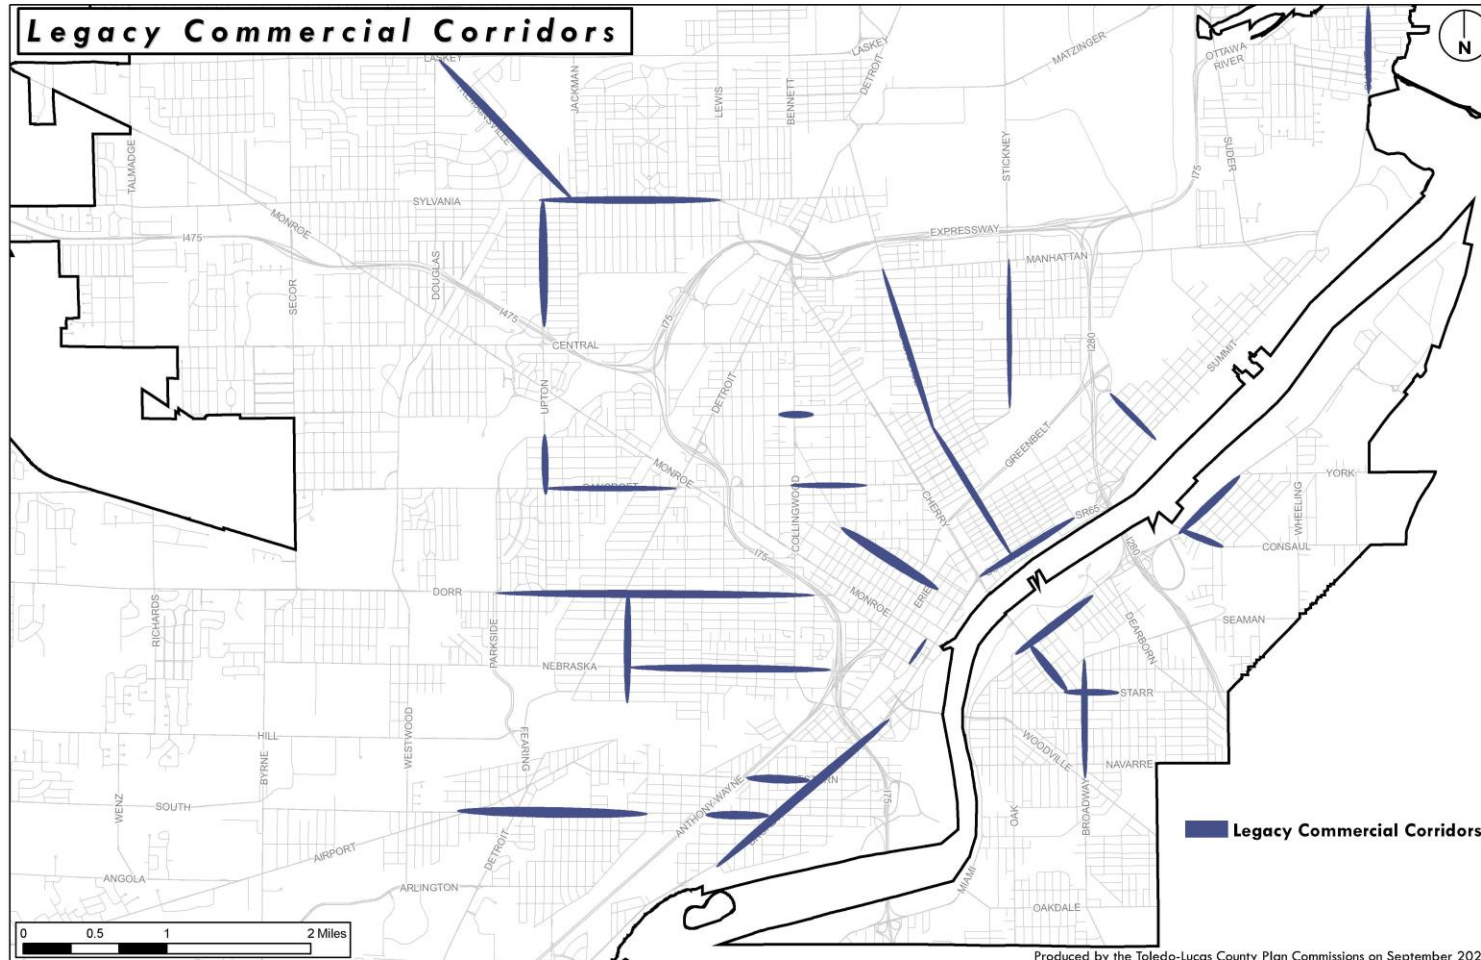 Legacy Commercial Corridors
N
LASKEY
LASKEY
MATZINGER
OTTAWA
RIVER
JACKMAN
LEWIS
BENNETT
DETROIT
STICKNEY
SUDER
I75
TALMADGE
SYLVANIA
MONROE
I475
EXPRESSWAY
MANHATTAN
SECOR
DOUGLAS
I475
I75
CENTRAL
I280
SUMMIT
UPTON
DETROIT
MONROE
GREENBELT
COLLINGWOOD
CHERRY
SR65
YORK
WHEELING
CONSAUL
I280
I75
DORR
MONROE
ERIE
RICHARDS
PARKSIDE
DEARBORN
SEAMAN
NEBRASKA
STARR
WESTWOOD
HILL
BYRNE
FEARING
WOODVILLE
NAVARRE
WENZ
SOUTH
ANTHONY WAYNE
I75
OAK
BROADWAY
Legacy Commercial Corridors
AIRPORT
DETROIT
ANGOLA
ARLINGTON
MIAMI
OAKDALE
0 0.5 1 2 Miles
Produced by the Toledo-Lucas County Plan Commissions on September 202